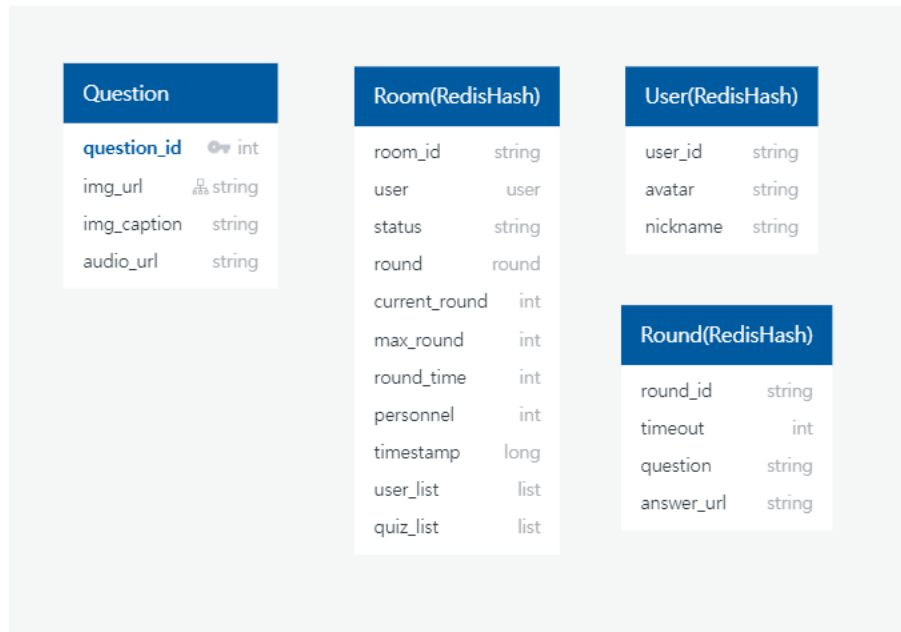 Question
question_id int
img_url string
img_caption string
audio_url string
Room(RedisHash)
room_id string
user user
status string
round round
current_round int
max_round int
round_time int
personnel int
timestamp long
user_list list
quiz_list list
User(RedisHash)
user_id string
avatar string
nickname string
Round(RedisHash)
round_id string
timeout int
question string
answer_url string